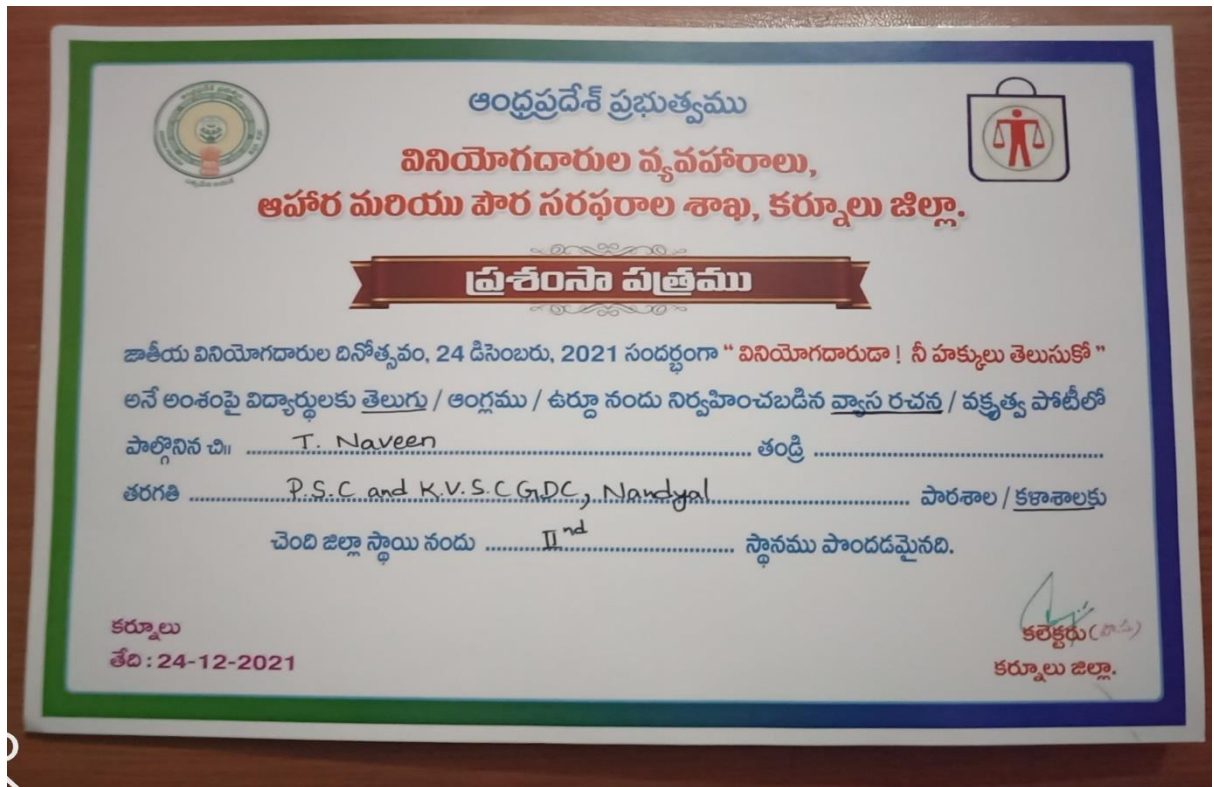 ఆంధ్రప్రదేశ్ ప్రభుత్వము
వినియోగదారుల వ్యవహారాలు,
ఆహార మరియు పౌర సరఫరాల శాఖ, కర్నూలు జిల్లా.
ప్రశంసా పత్రము
జాతీయ వినియోగదారుల దినోత్సవం, 24 డిసెంబరు, 2021 సందర్భంగా " వినియోగదారుడా ! నీ హక్కులు తెలుసుకో "
అనే అంశంపై విద్యార్థులకు తెలుగు / ఆంగ్లము / ఉర్దూ నందు నిర్వహించబడిన వ్యాస రచన / వక్తృత్వ పోటీలో
పాల్గొనిన చి॥ T. Naveen తండ్రి
తరగతి P.S.C and K.V.S.C GDC, Nandyal పాఠశాల / కళాశాలకు
చెంది జిల్లా స్థాయి నందు II nd స్థానము పొందడమైనది.
కర్నూలు
తేది : 24-12-2021
కలెక్టరు
కర్నూలు జిల్లా.